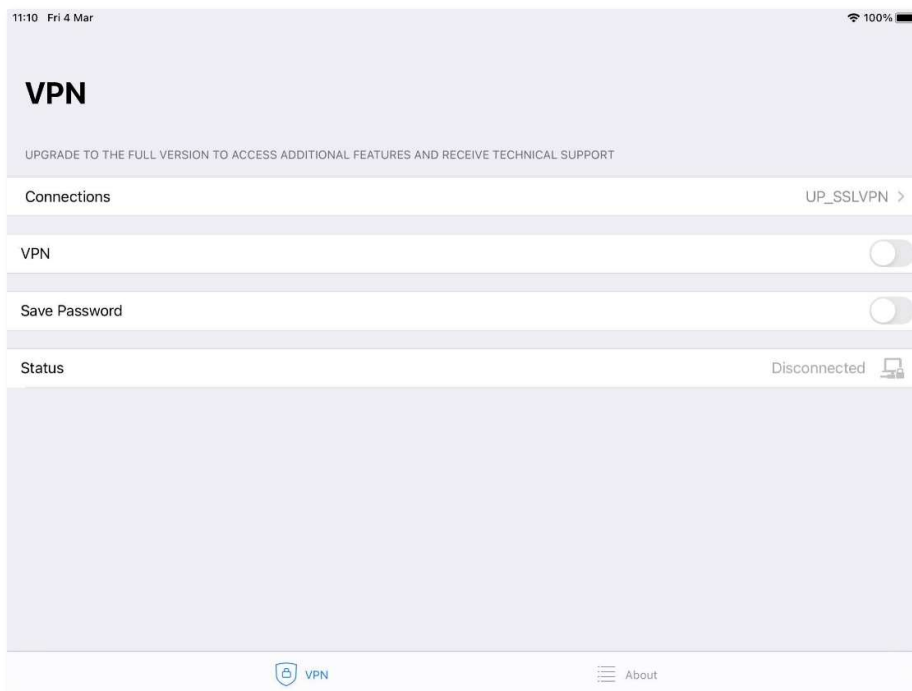 11:10 Fri 4 Mar 100%
VPN
UPGRADE TO THE FULL VERSION TO ACCESS ADDITIONAL FEATURES AND RECEIVE TECHNICAL SUPPORT
Connections UP_SSLVPN >
VPN
Save Password
Status Disconnected
VPN About